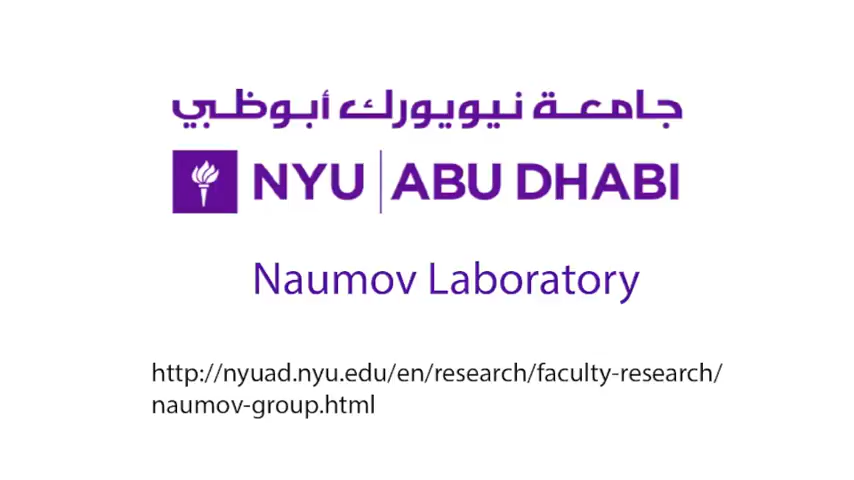 جامعة نيويورك أبوظبي
NYU ABU DHABI
Naumov Laboratory
http://nyuad.nyu.edu/en/research/faculty-research/
naumov-group.html